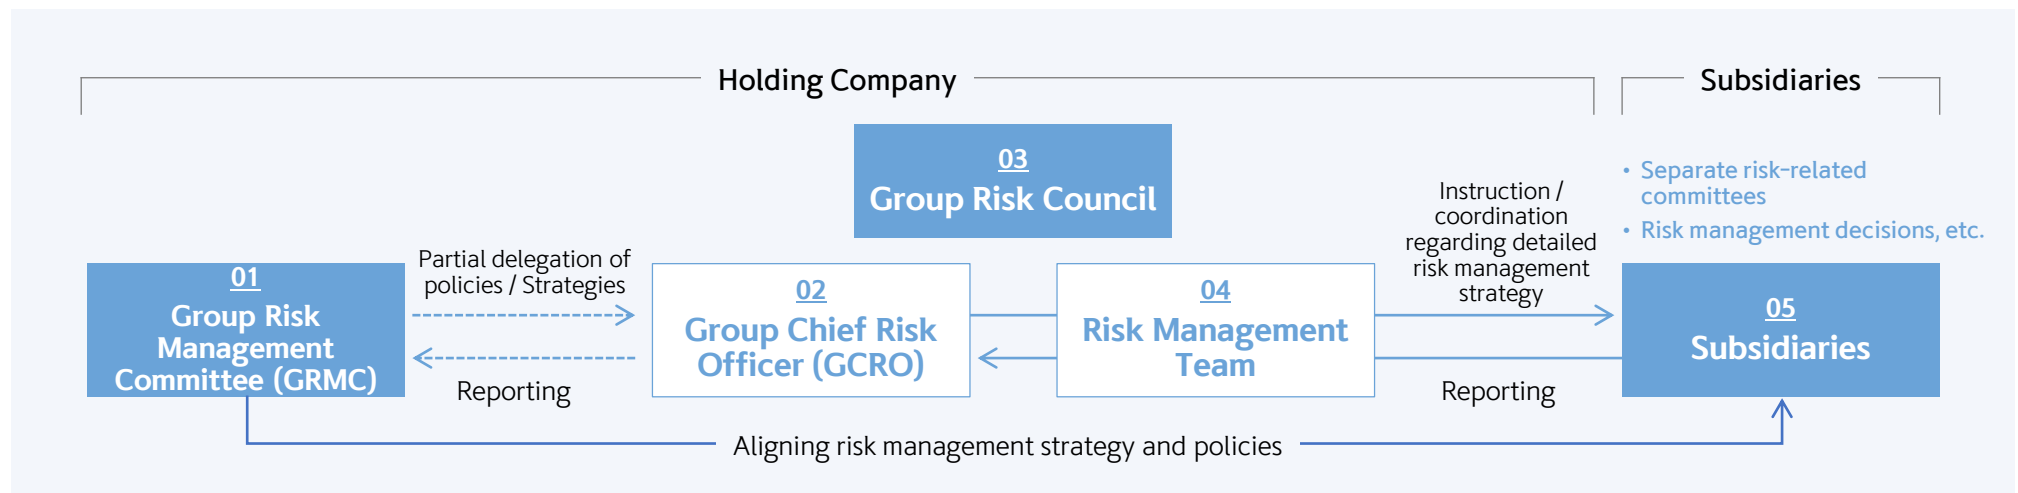 Holding Company
Subsidiaries
03
Group Risk Council
01
Group Risk
Management
Committee (GRMC)
Partial delegation of
policies / Strategies
Reporting
02
Group Chief Risk
Officer (GCRO)
04
Risk Management
Team
Instruction /
coordination
regarding detailed
risk management
strategy
Reporting
• Separate risk-related
committees
• Risk management decisions, etc.
05
Subsidiaries
Aligning risk management strategy and policies